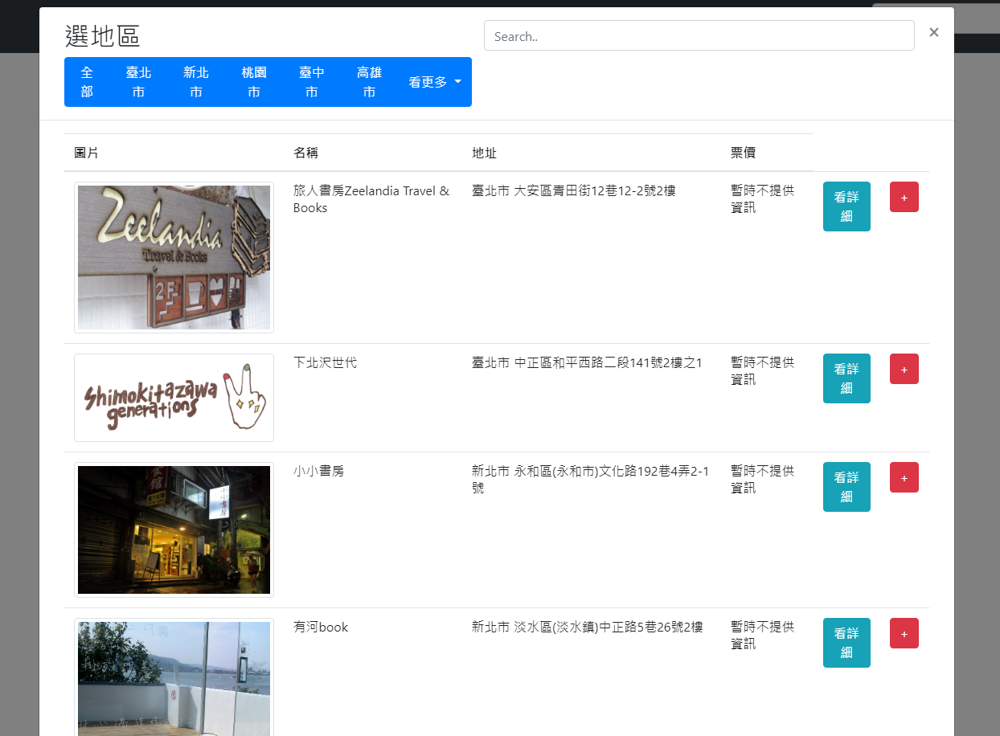 選地區
Search..
×
全部
臺北市
新北市
桃園市
臺中市
高雄市
看更多
圖片 名稱 地址 票價
Zeelandia
Travel & Books
2F
旅人書房Zeelandia Travel &
Books
臺北市 大安區青田街12巷12-2號2樓
暫時不提供
資訊
看詳
細
+
Shimokitazawa
generations
下北沢世代
臺北市 中正區和平西路二段141號2樓之1
暫時不提供
資訊
看詳
細
+
小小書房
小小書房
新北市 永和區(永和市)文化路192巷4弄2-1
號
暫時不提供
資訊
看詳
細
+
有河book
新北市 淡水區(淡水鎮)中正路5巷26號2樓
暫時不提供
資訊
看詳
細
+